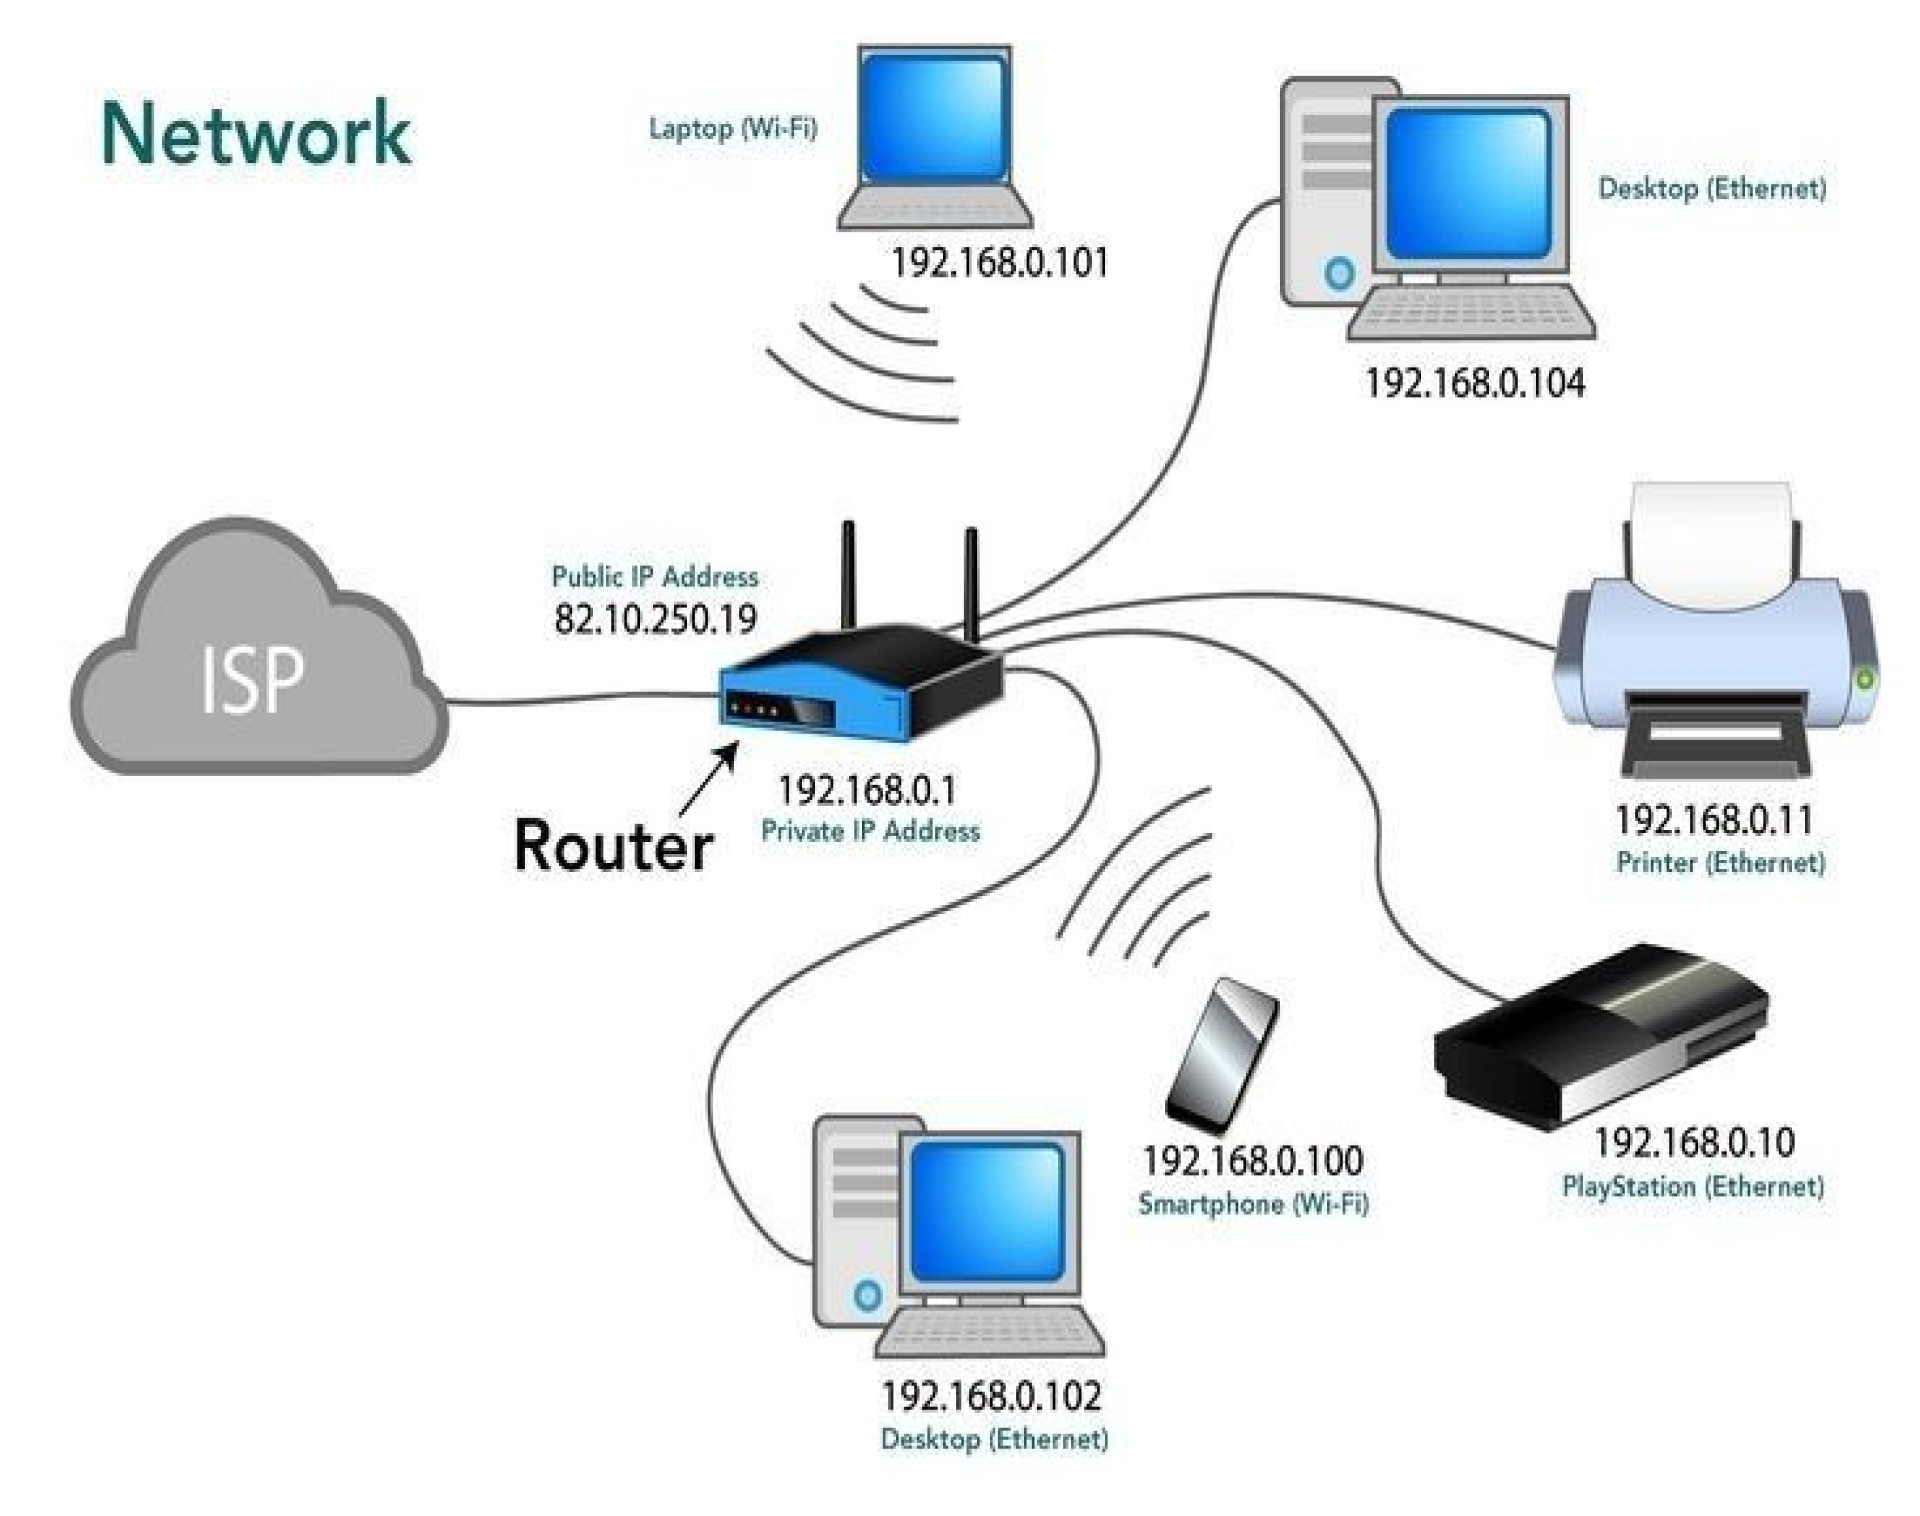 Network
Laptop (Wi-Fi)
192.168.0.101
Desktop (Ethernet)
192.168.0.104
ISP
Public IP Address
82.10.250.19
Router
192.168.0.1
Private IP Address
192.168.0.11
Printer (Ethernet)
192.168.0.10
PlayStation (Ethernet)
192.168.0.100
Smartphone (Wi-Fi)
192.168.0.102
Desktop (Ethernet)